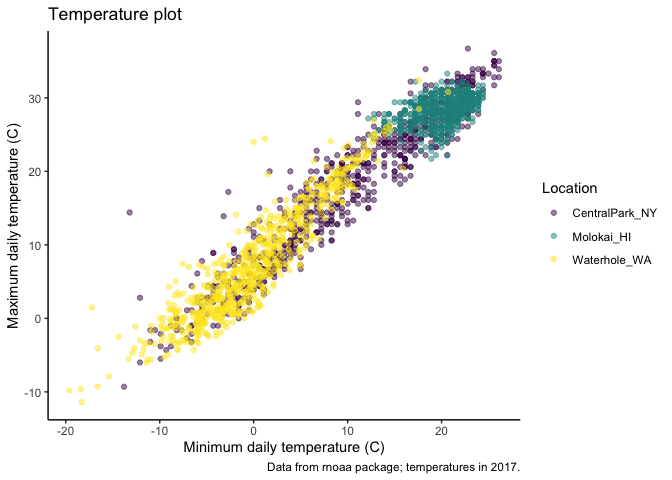 Temperature plot
Maximum daily temperature (C)
30
20
10
0
-10
-20
-10
0
10
20
Minimum daily temperature (C)
Data from moaa package; temperatures in 2017.
Location
CentralPark_NY
Molokai_HI
Waterhole_WA